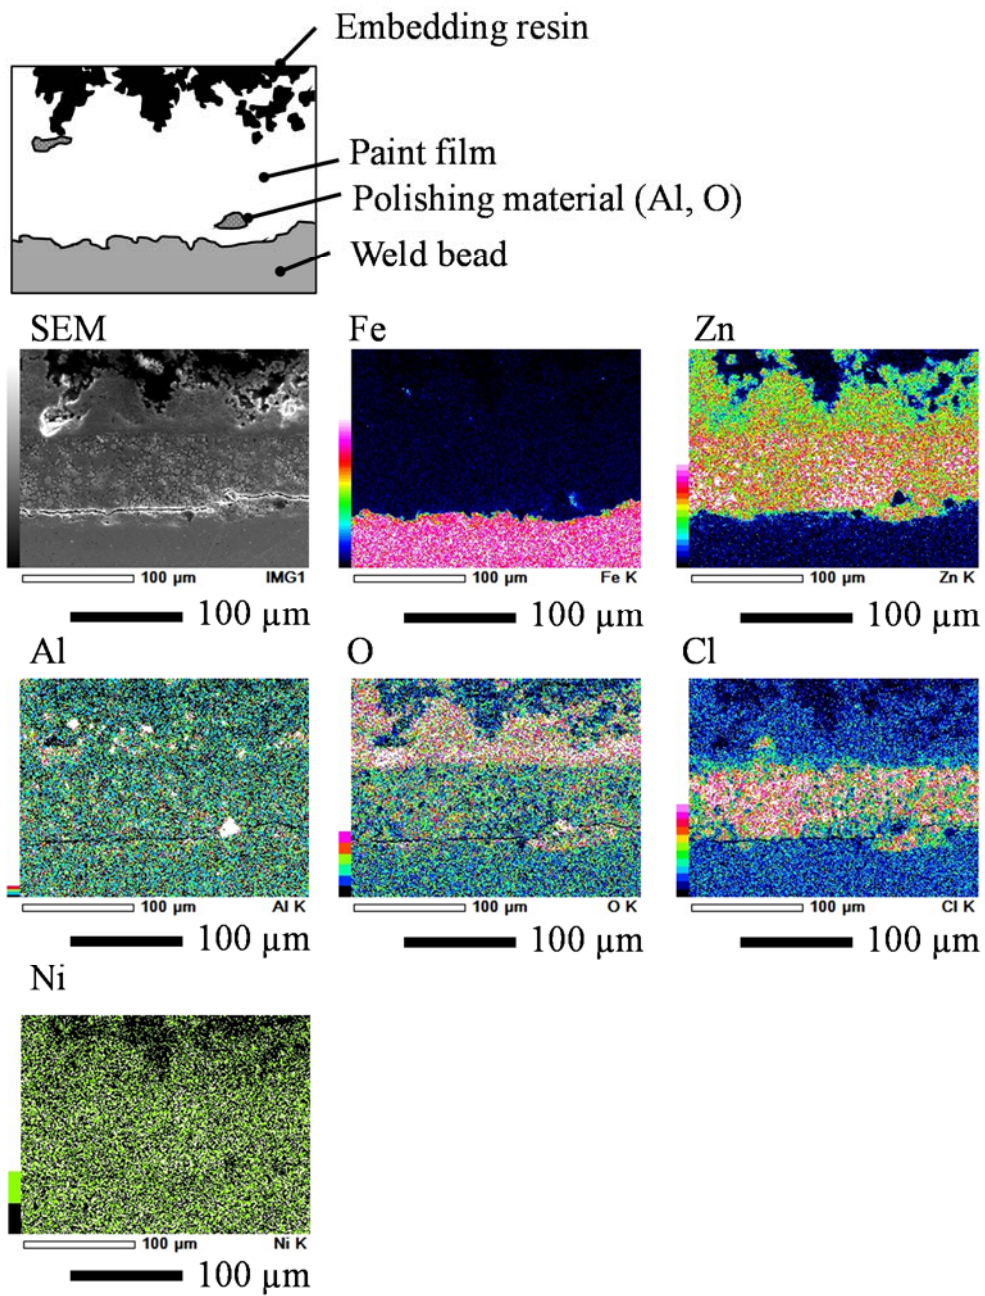 Embedding resin
Paint film
Polishing material (Al, O)
Weld bead
SEM
Fe
Zn
100 µm
IMG1
100 µm
Fe K
100 µm
Zn K
100 µm
100 µm
100 µm
Al
O
Cl
100 µm
Al K
100 µm
O K
100 µm
Cl K
100 µm
100 µm
100 µm
Ni
100 µm
Ni K
100 µm